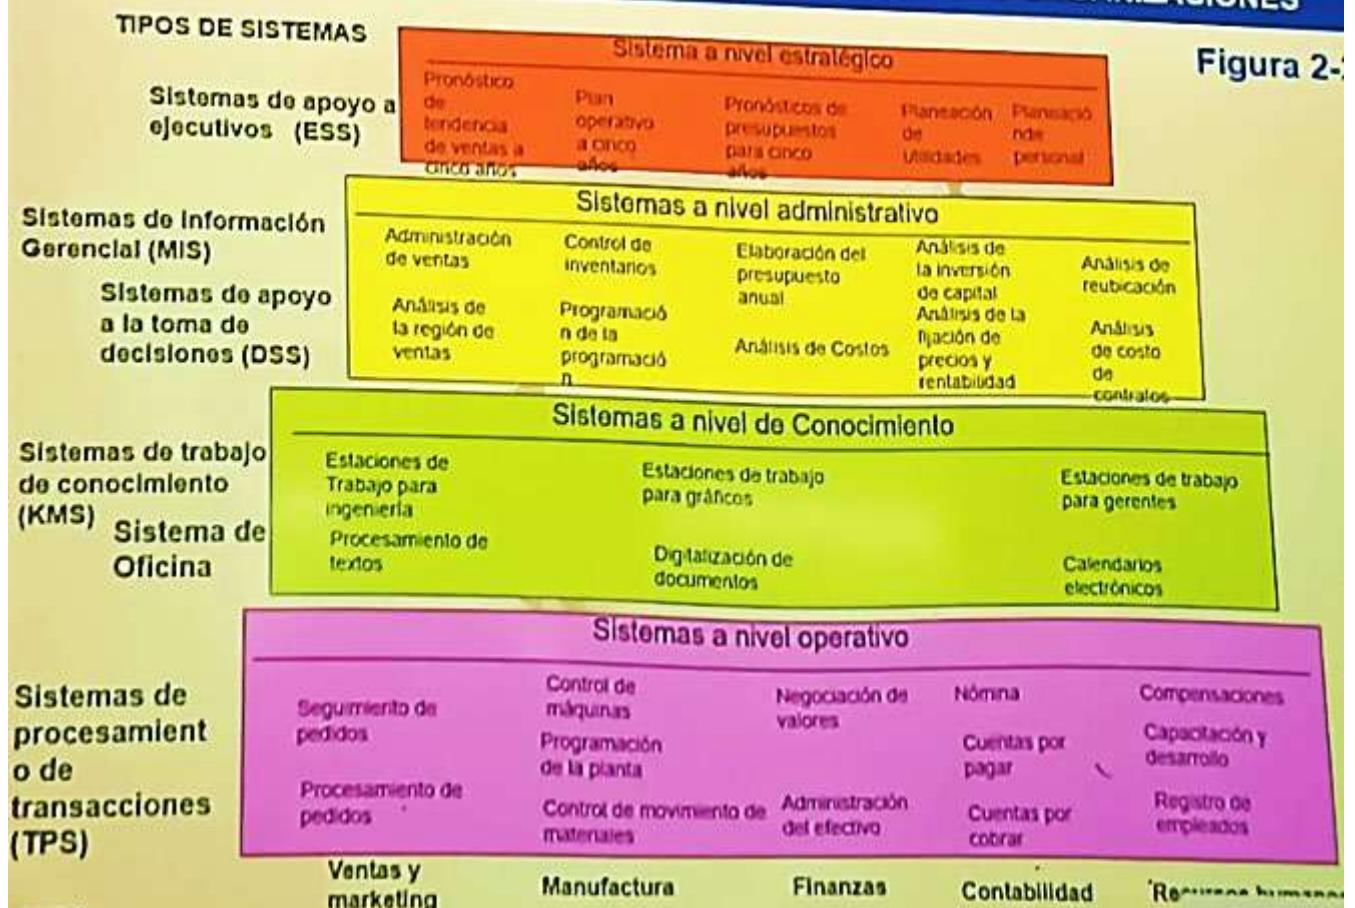 TIPOS DE SISTEMAS
Figura 2-
Sistemas de apoyo a
ejecutivos (ESS)
Sistema a nivel estratégico
Pronóstico
de
tendencia
de ventas a
cinco años
Plan
operativo
a cinco
años
Pronósticos de
presupuestos
para cinco
años
Planeación
de
utilidades
Planeació
nde
personal
Sistemas de Información
Gerencial (MIS)
Sistemas de apoyo
a la toma de
decisiones (DSS)
Sistemas a nivel administrativo
Administración
de ventas
Control de
inventarios
Elaboración del
presupuesto
anual
Análisis de
la inversión
de capital
Análisis de
reubicación
Análisis de
la región de
ventas
Programació
n de la
programació
n
Análisis de Costos
Análisis de la
fijación de
precios y
rentabilidad
Análisis
de costo
de
contratos
Sistemas de trabajo
de conocimiento
(KMS)
Sistema de
Oficina
Sistemas a nivel de Conocimiento
Estaciones de
Trabajo para
ingeniería
Estaciones de trabajo
para gráficos
Estaciones de trabajo
para gerentes
Procesamiento de
textos
Digitalización de
documentos
Calendarios
electrónicos
Sistemas de
procesamient
o de
transacciones
(TPS)
Sistemas a nivel operativo
Seguimiento de
pedidos
Control de
máquinas
Negociación de
valores
Nómina
Compensaciones
Programación
de la planta
Cuentas por
pagar
Capacitación y
desarrollo
Procesamiento de
pedidos
Control de movimiento de
materiales
Administración
del efectivo
Cuentas por
cobrar
Registro de
empleados
Ventas y
marketing
Manufactura
Finanzas
Contabilidad